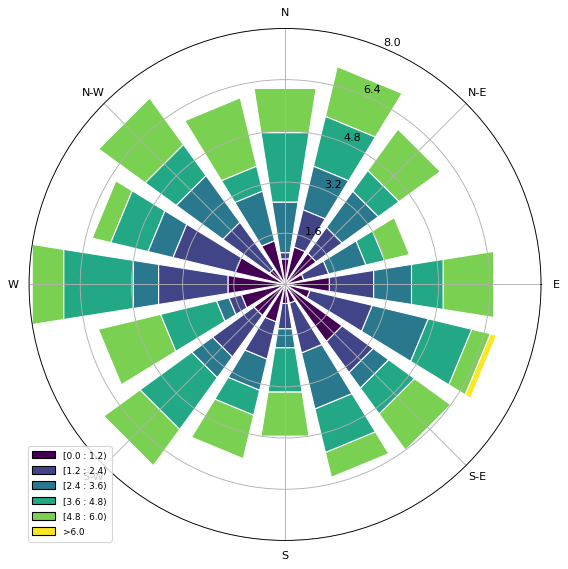 N
8.0
N-W
6.4
N-E
4.8
3.2
1.6
W
E
[0.0 : 1.2)
[1.2 : 2.4)
[2.4 : 3.6)
[3.6 : 4.8)
[4.8 : 6.0)
>6.0
S-W
S-E
S